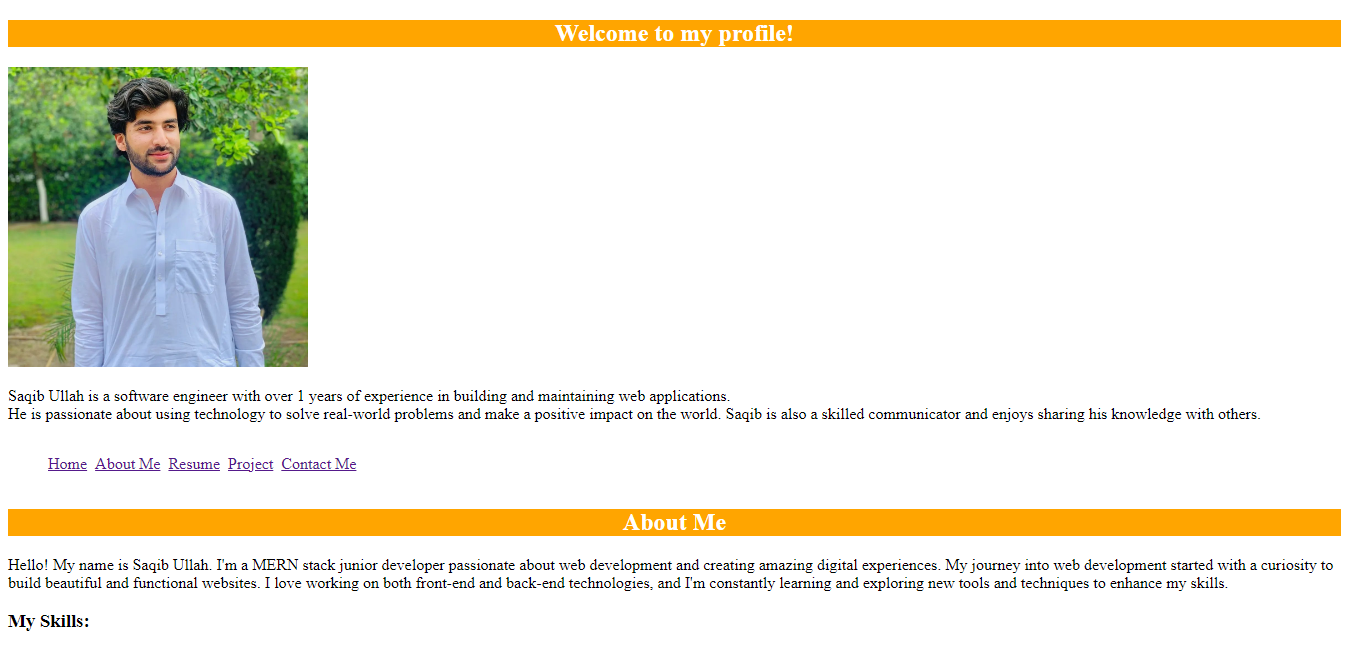 Welcome to my profile!
Saqib Ullah is a software engineer with over 1 years of experience in building and maintaining web applications.
He is passionate about using technology to solve real-world problems and make a positive impact on the world. Saqib is also a skilled communicator and enjoys sharing his knowledge with others.
Home About Me Resume Project Contact Me
About Me
Hello! My name is Saqib Ullah. I'm a MERN stack junior developer passionate about web development and creating amazing digital experiences. My journey into web development started with a curiosity to
build beautiful and functional websites. I love working on both front-end and back-end technologies, and I'm constantly learning and exploring new tools and techniques to enhance my skills.
My Skills: